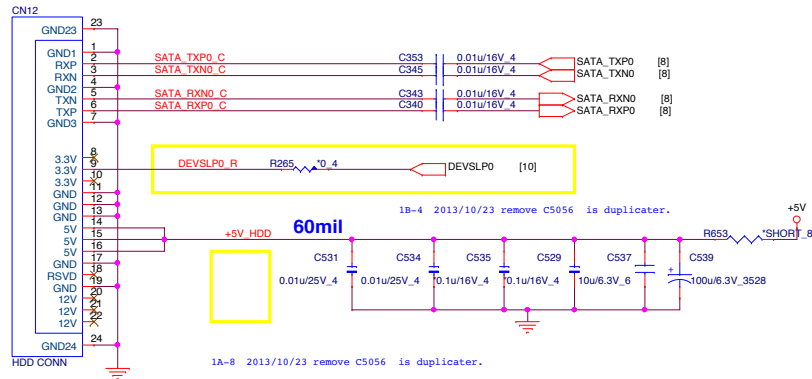 CN12
GND23 23
GND1 1
RXP 2 SATA_TXP0_C C353 0.01u/16V_4 SATA_TXP0 [8]
RXN 3 SATA_TXN0_C C345 0.01u/16V_4 SATA_TXN0 [8]
GND2 4
TXN 5 SATA_RXN0_C C343 0.01u/16V_4 SATA_RXN0 [8]
TXP 6 SATA_RXP0_C C340 0.01u/16V_4 SATA_RXP0 [8]
GND3 7
3.3V 8
3.3V 9 DEVSLP0_R R265 *0_4 DEVSLP0 [10]
3.3V 10
GND 11
GND 12
GND 13
1B-4 2013/10/23 remove C5056 is duplicater.
5V 14
+5V
5V 15 +5V_HDD 60mil R653 *SHORT_8
5V 16
GND 17
C531 C534 C535 C529 C537 C539
RSVD 18
+
0.01u/25V_4 0.01u/25V_4 0.1u/16V_4 0.1u/16V_4 10u/6.3V_6 100u/6.3V_3528
GND 19
12V 20
12V 21
12V 22
GND24 24
HDD CONN
1A-8 2013/10/23 remove C5056 is duplicater.